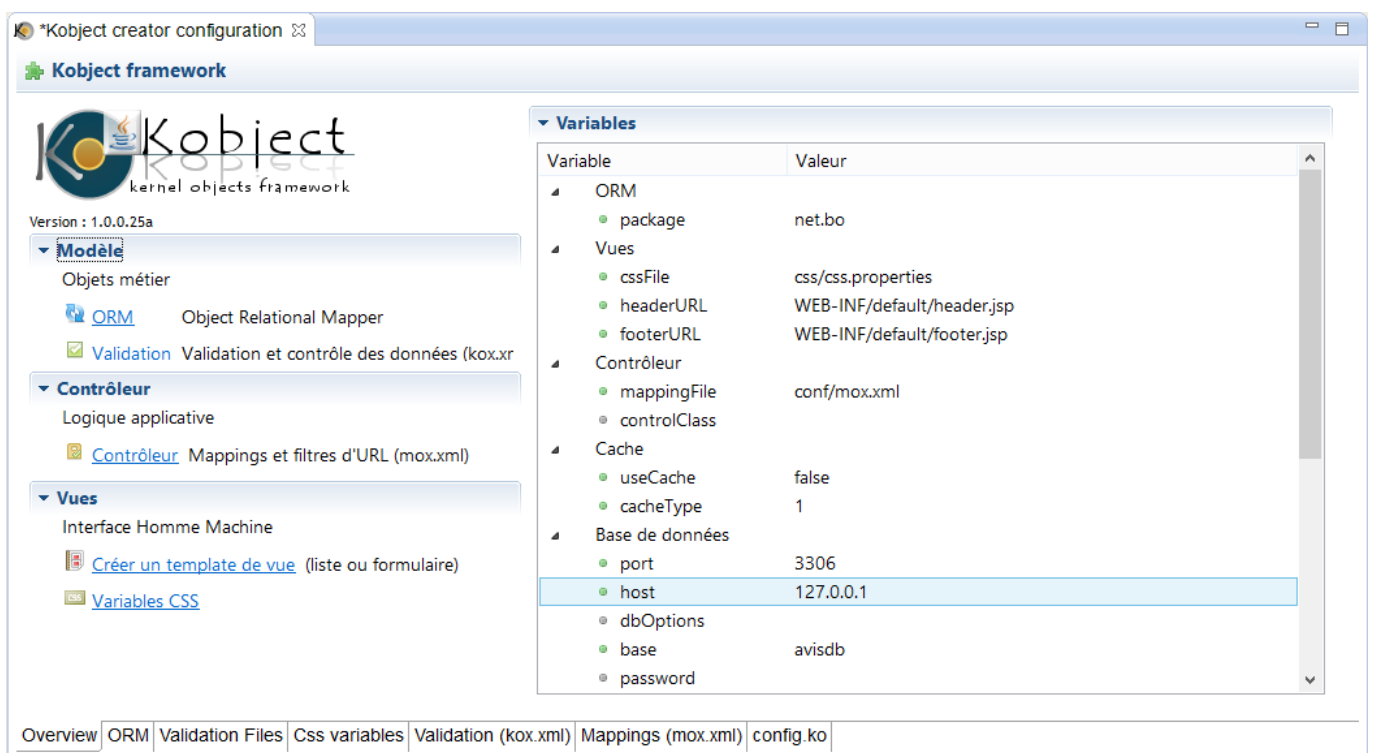 *Kobject creator configuration
Kobject framework
Kobject
kernel objects framework
Version : 1.0.0.25a
Modèle
Objets métier
ORM Object Relational Mapper
Validation Validation et contrôle des données (kox.xr
Contrôleur
Logique applicative
Contrôleur Mappings et filtres d'URL (mox.xml)
Vues
Interface Homme Machine
Créer un template de vue (liste ou formulaire)
CSS Variables CSS
Variables
Variable Valeur
ORM
package net.bo
Vues
cssFile css/css.properties
headerURL WEB-INF/default/header.jsp
footerURL WEB-INF/default/footer.jsp
Contrôleur
mappingFile conf/mox.xml
controlClass
Cache
useCache false
cacheType 1
Base de données
port 3306
host 127.0.0.1
dbOptions
base avisdb
password
Overview ORM Validation Files Css variables Validation (kox.xml) Mappings (mox.xml) config.ko